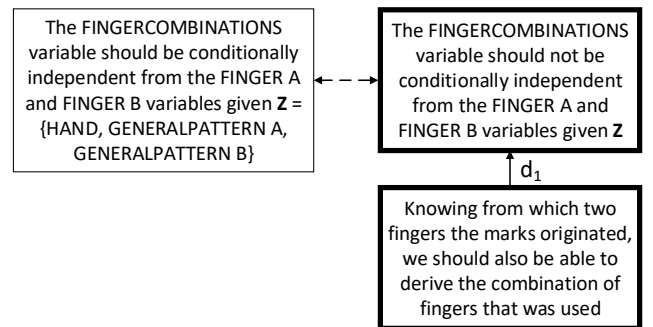 The FINGERCOMBINATIONS
variable should be conditionally
independent from the FINGER A
and FINGER B variables given Z =
{HAND, GENERALPATTERN A,
GENERALPATTERN B}
The FINGERCOMBINATIONS
variable should not be
conditionally independent
from the FINGER A and
FINGER B variables given Z
d₁
Knowing from which two
fingers the marks originated,
we should also be able to
derive the combination of
fingers that was used